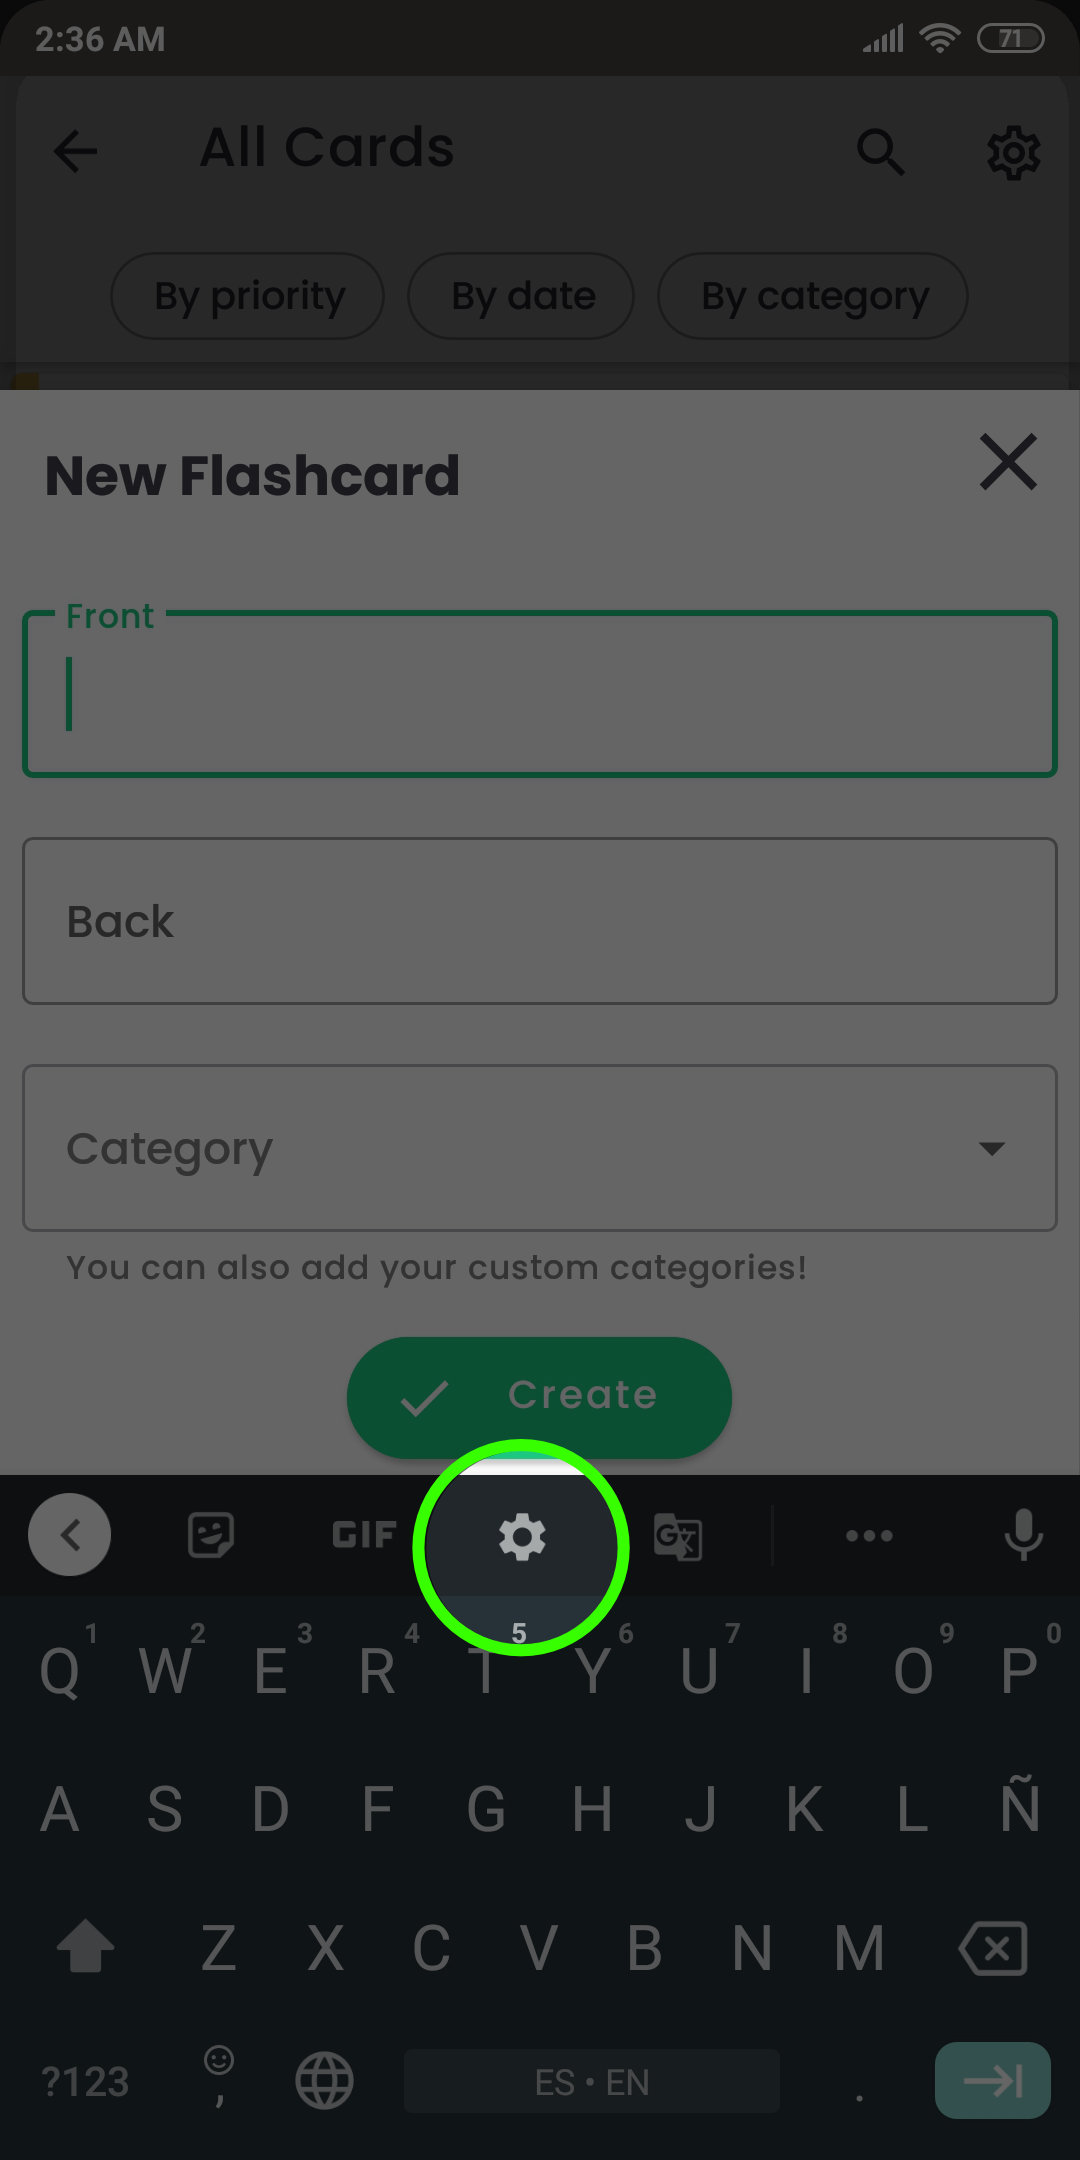 2:36 AM
71
All Cards
By priority By date By category
New Flashcard
Front
Back
Category
You can also add your custom categories!
Create
GIF
G 文
1 2 3 4 5 6 7 8 9 0
Q W E R T Y U I O P
A S D F G H J K L Ñ
Z X C V B N M
?123 , ES • EN .